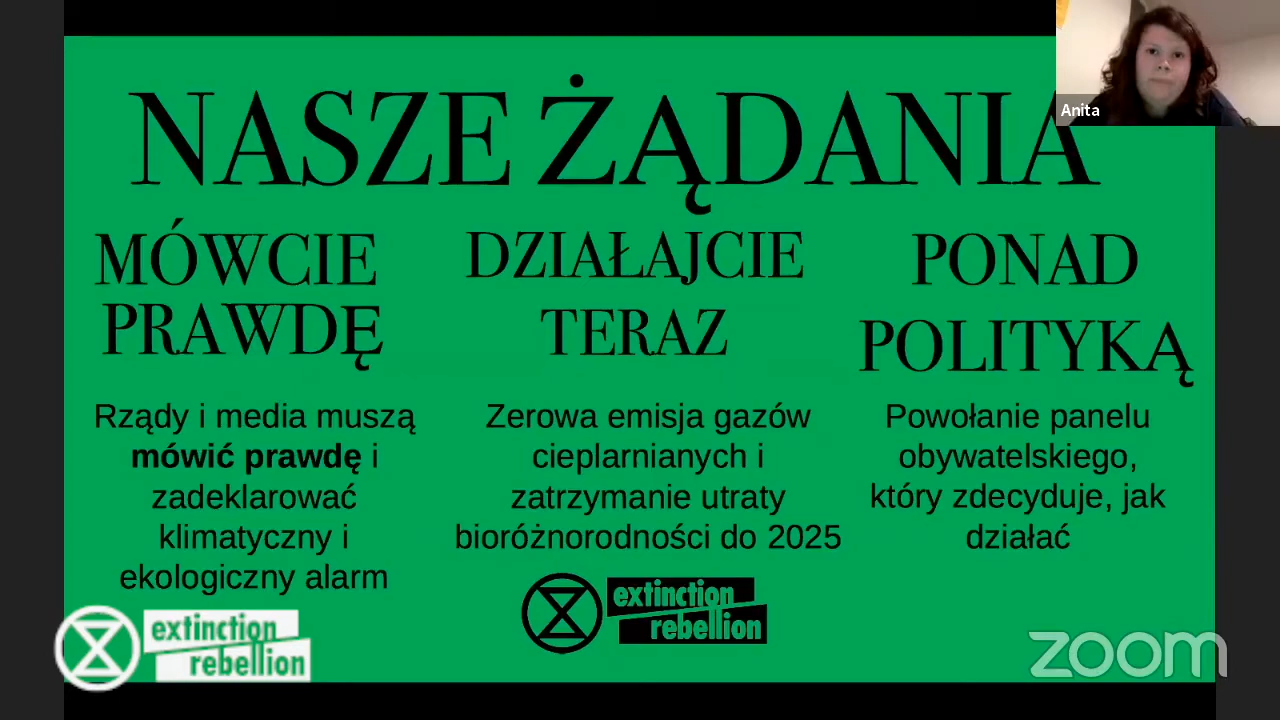 NASZE ŻĄDANIA
Anita
MÓWCIE
PRAWDĘ
Rządy i media muszą
mówić prawdę i
zadeklarować
klimatyczny i
ekologiczny alarm
DZIAŁAJCIE
TERAZ
Zerowa emisja gazów
cieplarnianych i
zatrzymanie utraty
bioróżnorodności do 2025
PONAD
POLITYKĄ
Powołanie panelu
obywatelskiego,
który zdecyduje, jak
działać
extinction
rebellion
extinction
rebellion
zoom